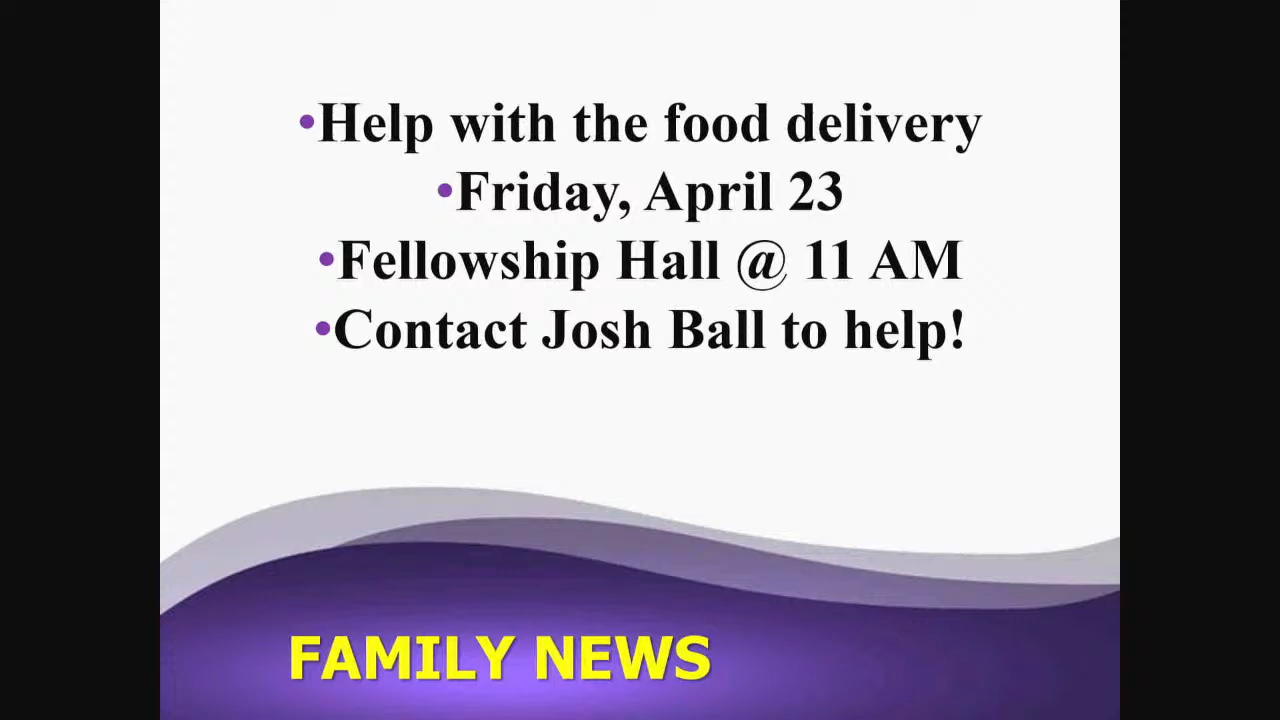 •Help with the food delivery
•Friday, April 23
•Fellowship Hall @ 11 AM
•Contact Josh Ball to help!
FAMILY NEWS